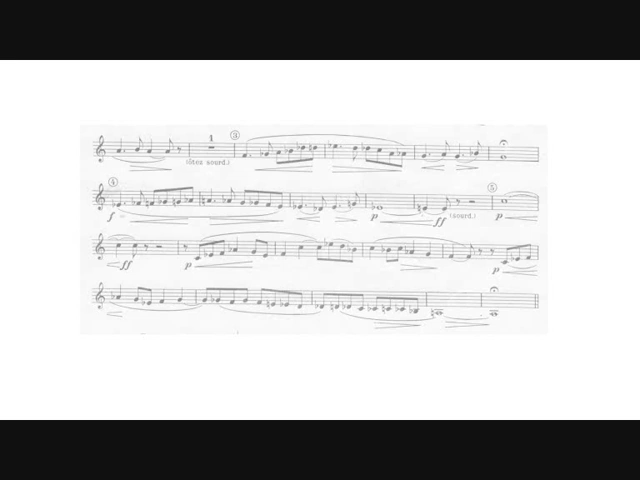 1 3
(ôtez sourd.)
4 5
f p ff (sourd.) p
ff p p